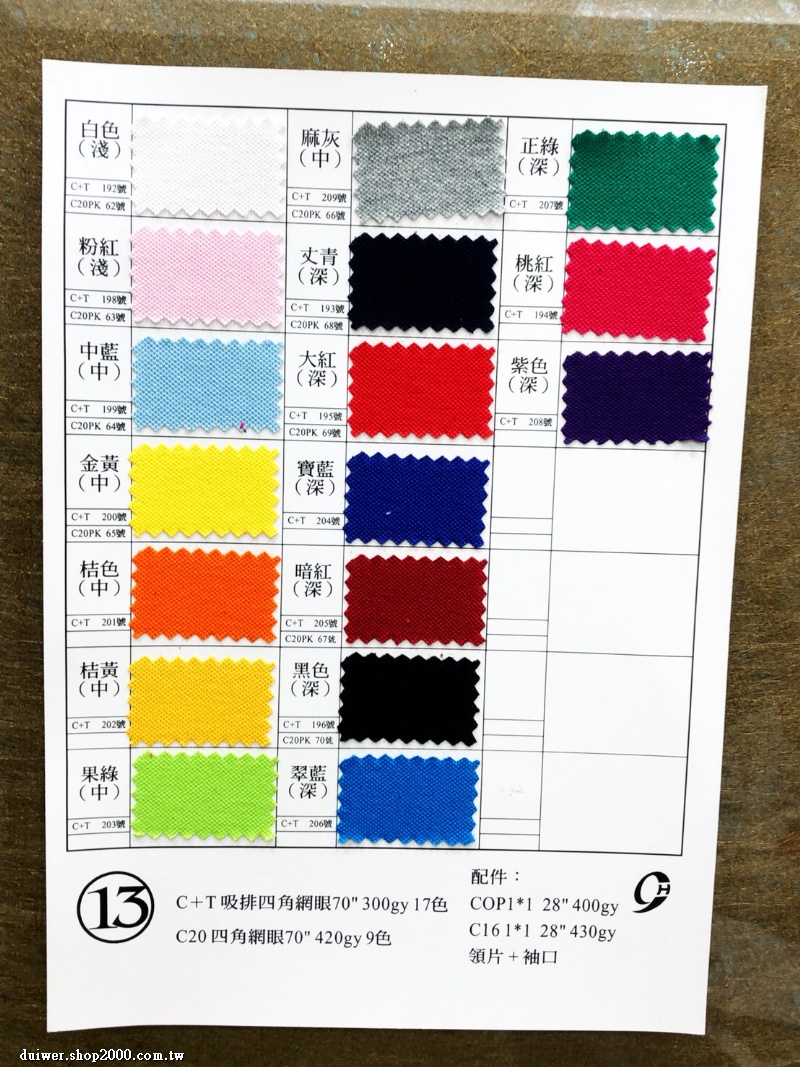 白色
(淺)
C+T 192號
C20PK 62號
粉紅
(淺)
C+T 198號
C20PK 63號
中藍
(中)
C+T 199號
C20PK 64號
金黃
(中)
C+T 200號
C20PK 65號
桔色
(中)
C+T 201號
桔黃
(中)
C+T 202號
果綠
(中)
C+T 203號
麻灰
(中)
C+T 209號
C20PK 66號
丈青
(深)
C+T 193號
C20PK 68號
大紅
(深)
C+T 195號
C20PK 69號
寶藍
(深)
C+T 204號
暗紅
(深)
C+T 205號
C20PK 67號
黑色
(深)
C+T 196號
C20PK 70號
翠藍
(深)
C+T 206號
正綠
(深)
C+T 207號
桃紅
(深)
C+T 194號
紫色
(深)
C+T 208號
13
C+T 吸排四角網眼70" 300gy 17色
C20 四角網眼70" 420gy 9色
配件：
COP1*1 28" 400gy
C16 1*1 28" 430gy
領片+袖口
duiwer.shop2000.com.tw